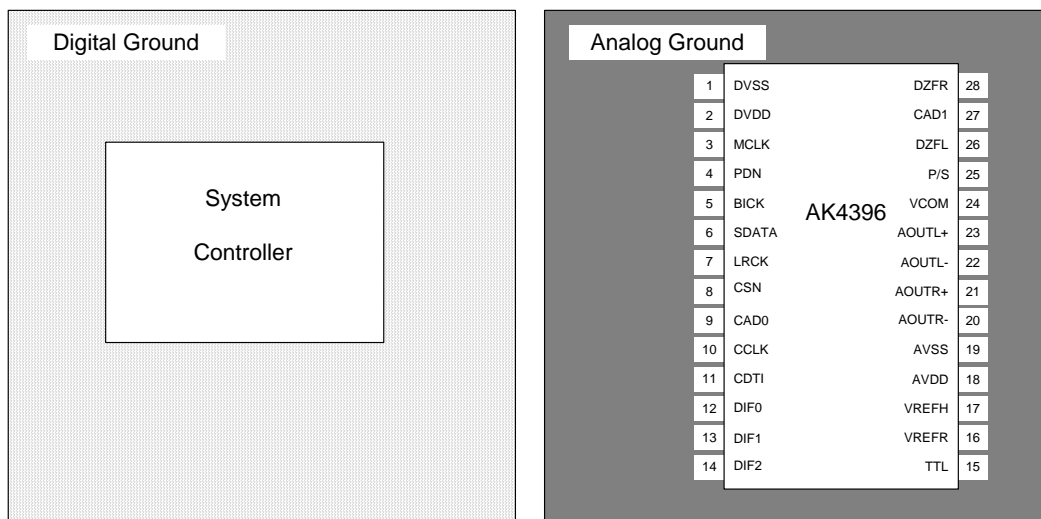 Digital Ground
System
Controller
Analog Ground
AK4396
1 DVSS
2 DVDD
3 MCLK
4 PDN
5 BICK
6 SDATA
7 LRCK
8 CSN
9 CAD0
10 CCLK
11 CDTI
12 DIF0
13 DIF1
14 DIF2
DZFR 28
CAD1 27
DZFL 26
P/S 25
VCOM 24
AOUTL+ 23
AOUTL- 22
AOUTR+ 21
AOUTR- 20
AVSS 19
AVDD 18
VREFH 17
VREFR 16
TTL 15